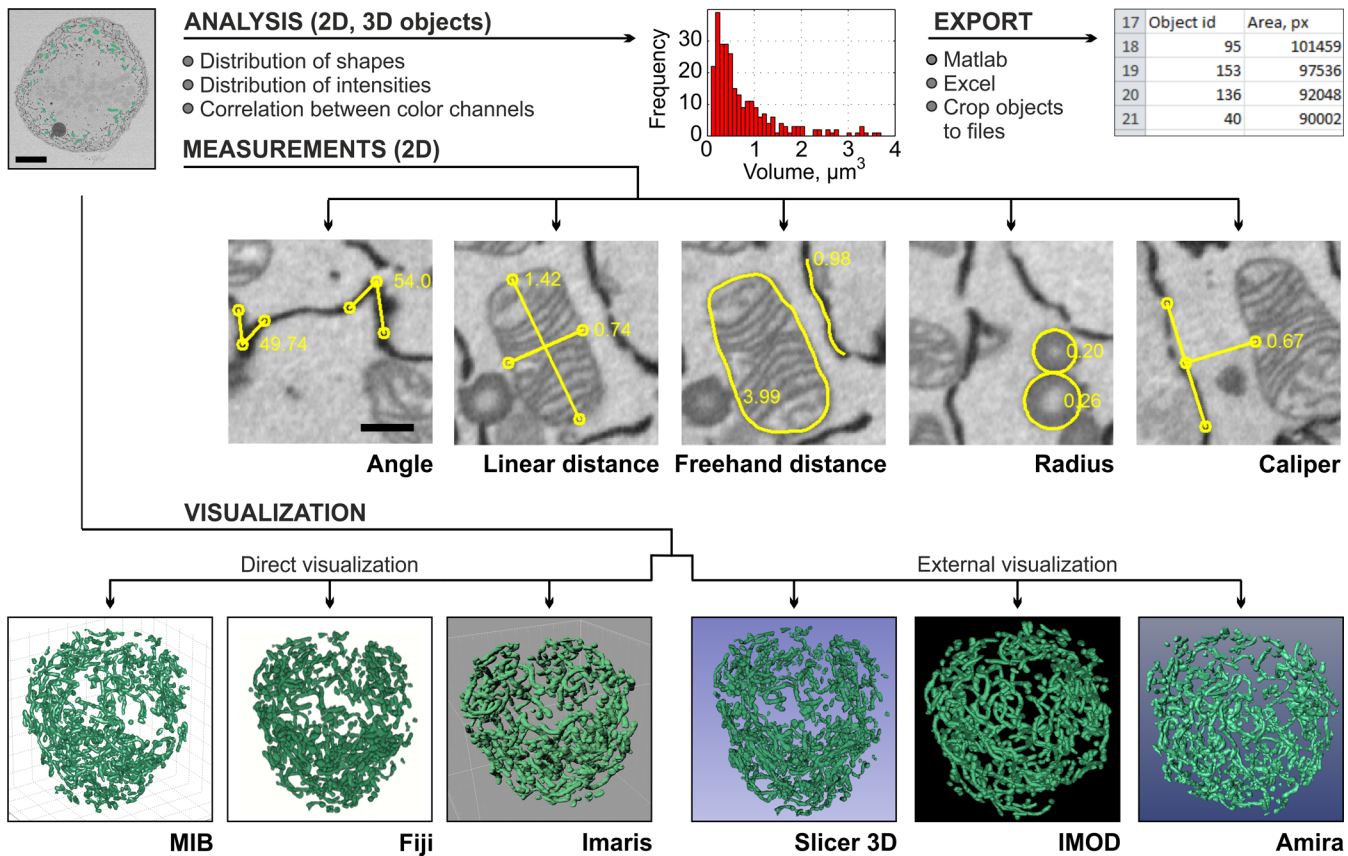 ANALYSIS (2D, 3D objects)
Distribution of shapes
Distribution of intensities
Correlation between color channels
Frequency
30
20
10
0
0 1 2 3 4
Volume, µm³
EXPORT
Matlab
Excel
Crop objects
to files
17 Object id Area, px
18 95 101459
19 153 97536
20 136 92048
21 40 90002
MEASUREMENTS (2D)
54.0
49.74
Angle
1.42
0.74
Linear distance
0.98
3.99
Freehand distance
0.20
0.26
Radius
0.67
Caliper
VISUALIZATION
Direct visualization
External visualization
MIB
Fiji
Imaris
Slicer 3D
IMOD
Amira